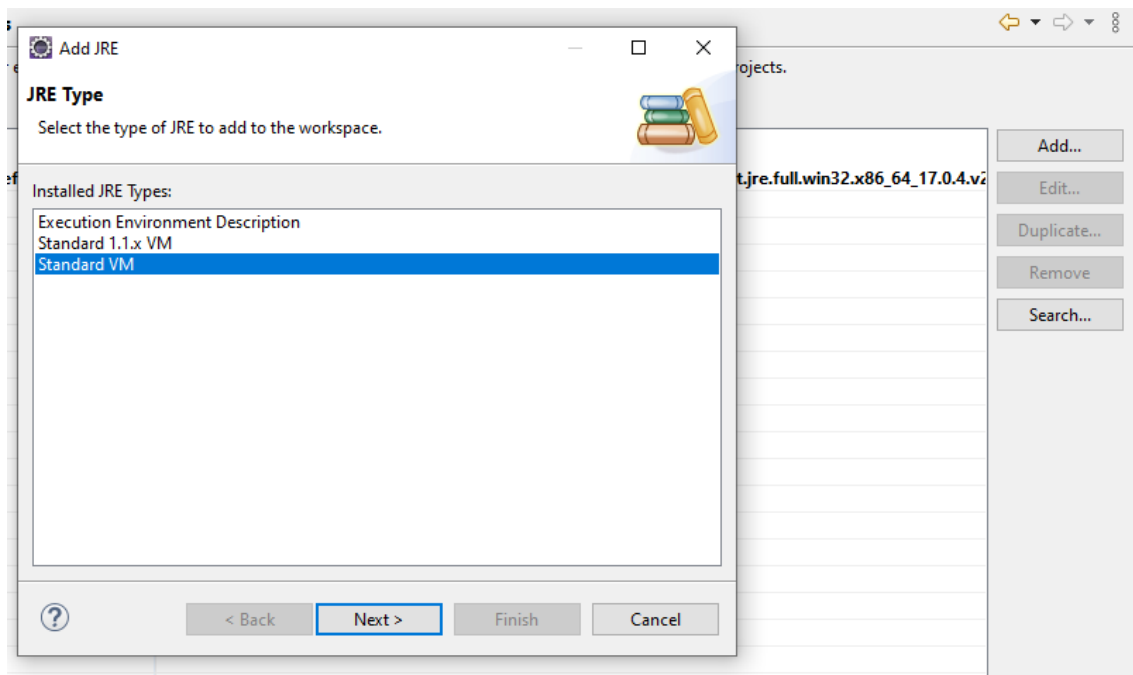 s
Add JRE
r e
rojects.
JRE Type
Select the type of JRE to add to the workspace.
Add...
ef
t.jre.full.win32.x86_64_17.0.4.v2
Installed JRE Types:
Edit...
Execution Environment Description
Standard 1.1.x VM
Duplicate...
Standard VM
Remove
Search...
?
< Back
Next >
Finish
Cancel